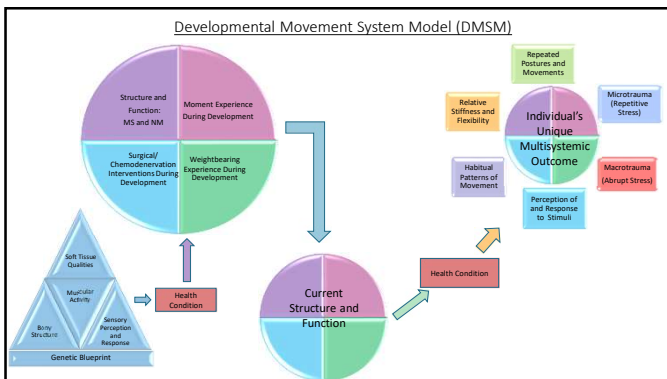 Developmental Movement System Model (DMSM)
Structure and
Function:
MS and NM
Moment Experience
During Development
Surgical/
Chemodenervation
Interventions During
Development
Weightbearing
Experience During
Development
Soft Tissue
Qualities
Muscular
Activity
Body
Structure
Sensory
Perception
and
Response
Genetic Blueprint
Health
Condition
Current
Structure and
Function
Health Condition
Repeated
Postures and
Movements
Relative
Stiffness and
Flexibility
Microtrauma
(Repetitive
Stress)
Individual's
Unique
Multisystemic
Outcome
Habitual
Patterns of
Movement
Macrotrauma
(Abrupt Stress)
Perception of
and Response
to Stimuli